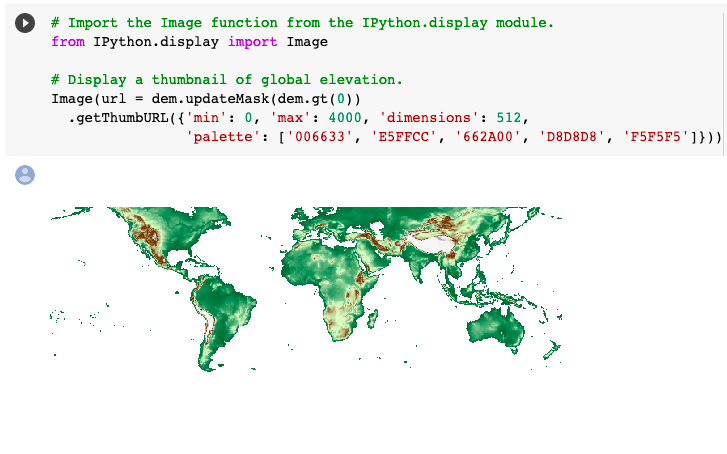 # Import the Image function from the IPython.display module.
from IPython.display import Image
# Display a thumbnail of global elevation.
Image(url = dem.updateMask(dem.gt(0))
.getThumbURL({'min': 0, 'max': 4000, 'dimensions': 512,
'palette': ['006633', 'E5FFCC', '662A00', 'D8D8D8', 'F5F5F5']}))